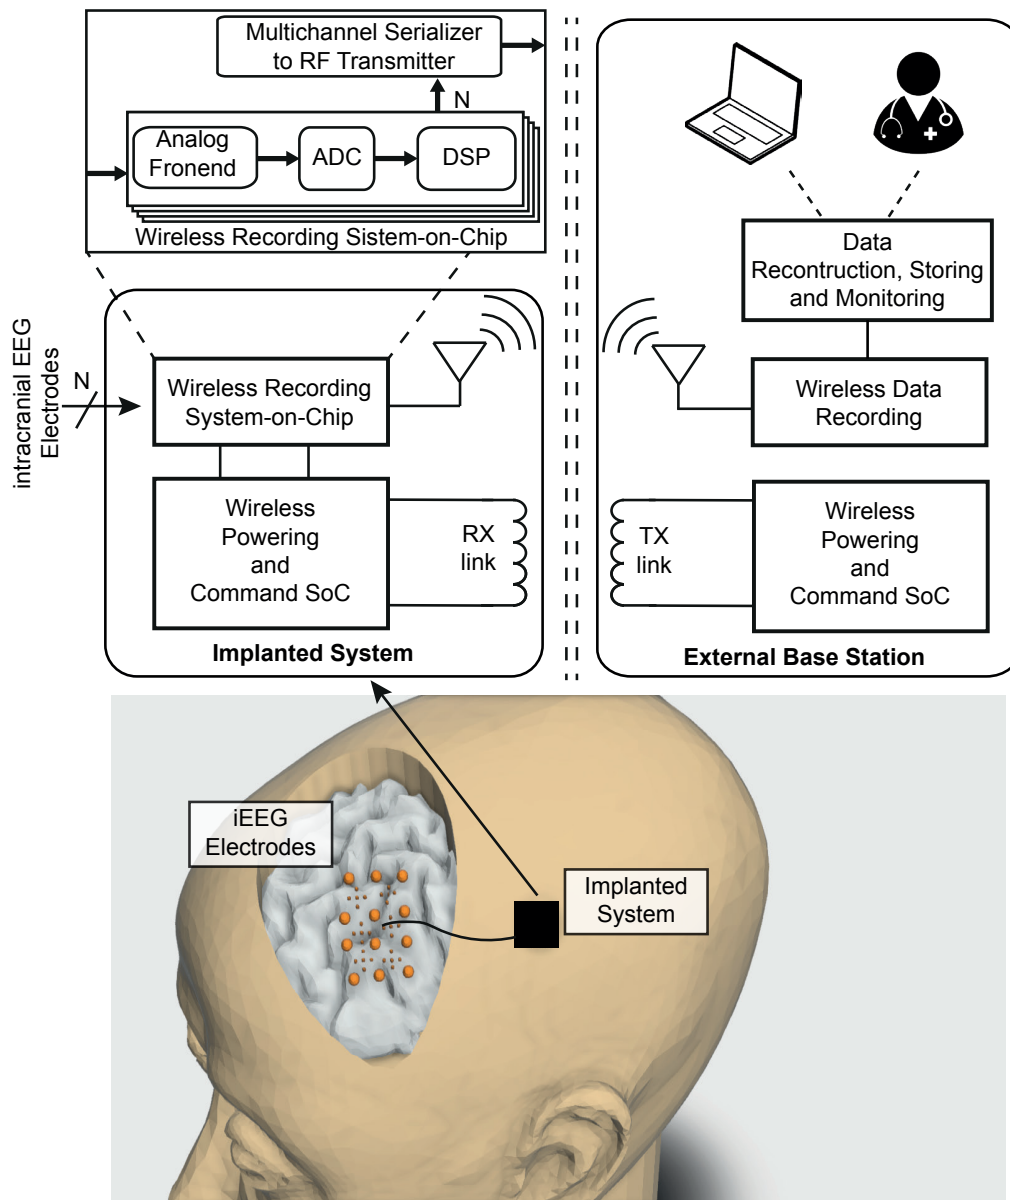 Multichannel Serializer
to RF Transmitter
N
Analog
Fronend
ADC
DSP
Wireless Recording Sistem-on-Chip
intracranial EEG
Electrodes
N
Wireless Recording
System-on-Chip
Wireless
Powering
and
Command SoC
RX
link
Implanted System
Data
Recontruction, Storing
and Monitoring
Wireless Data
Recording
TX
link
Wireless
Powering
and
Command SoC
External Base Station
iEEG
Electrodes
Implanted
System